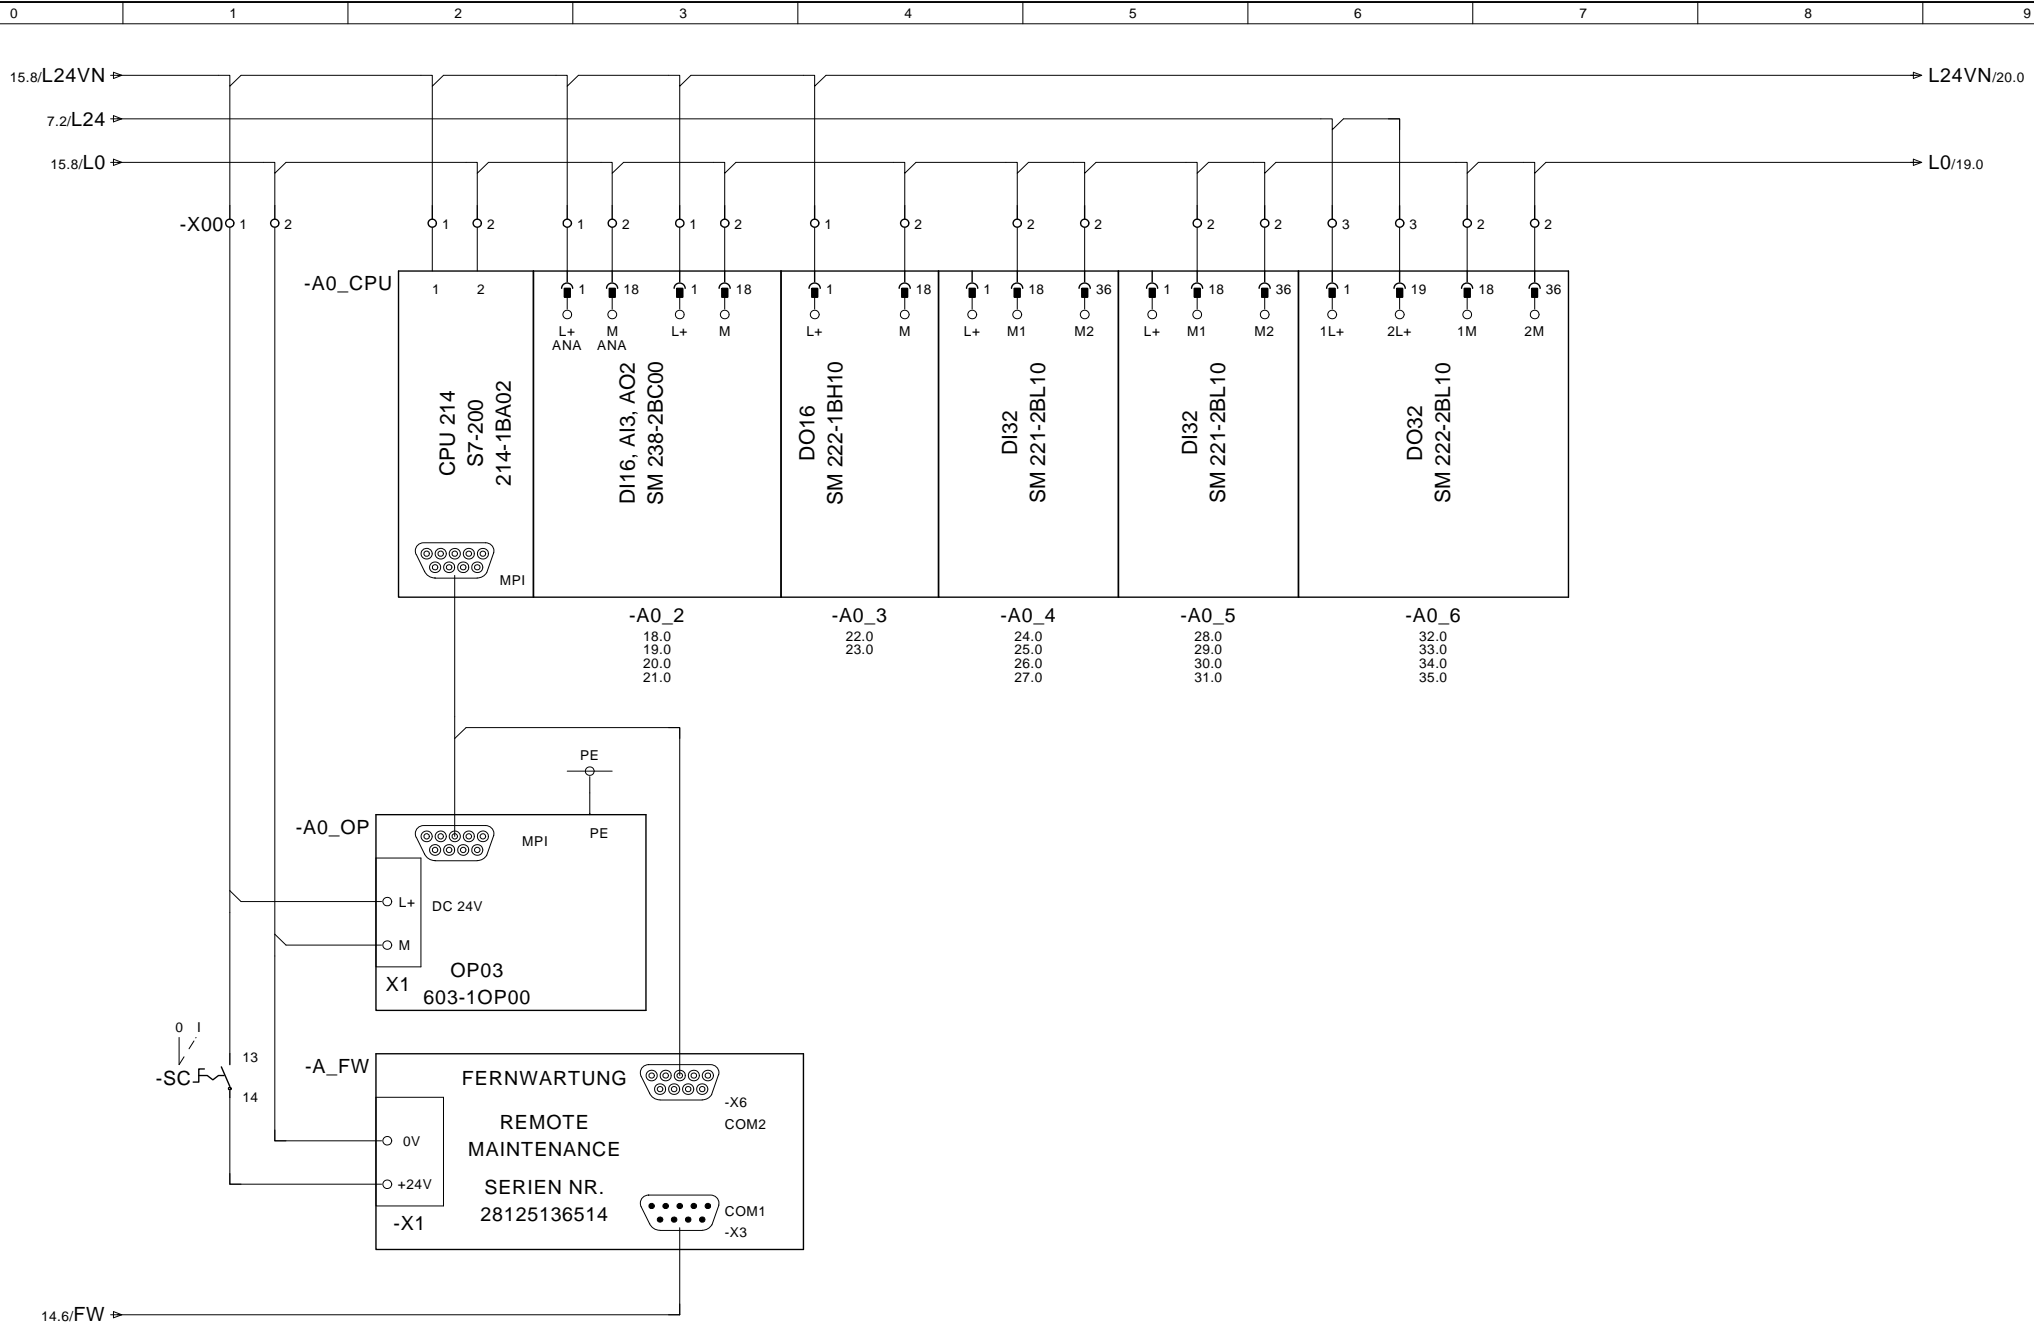 0 1 2 3 4 5 6 7 8 9
15.8/L24VN L24VN/20.0
7.2/L24
15.8/L0 L0/19.0
-X00 1 2 1 2 1 2 1 2 1 2 2 2 2 2 3 3 2 2
-A0_CPU 1 2 1 18 1 18 1 18 1 18 36 1 18 36 1 19 18 36
L+ M L+ M L+ M L+ M1 M2 L+ M1 M2 1L+ 2L+ 1M 2M
ANA ANA
CPU 214
S7-200
214-1BA02
DI16, AI3, AO2
SM 238-2BC00
DO16
SM 222-1BH10
DI32
SM 221-2BL10
DI32
SM 221-2BL10
DO32
SM 222-2BL10
MPI
-A0_2 -A0_3 -A0_4 -A0_5 -A0_6
18.0 22.0 24.0 28.0 32.0
19.0 23.0 25.0 29.0 33.0
20.0 26.0 30.0 34.0
21.0 27.0 31.0 35.0
PE
-A0_OP MPI PE
L+ DC 24V
M
X1 OP03
603-1OP00
0 I
13
-SC
14
-A_FW FERNWARTUNG
-X6
COM2
REMOTE
MAINTENANCE
0V
+24V
SERIEN NR.
28125136514
-X1
COM1
-X3
14.6/FW